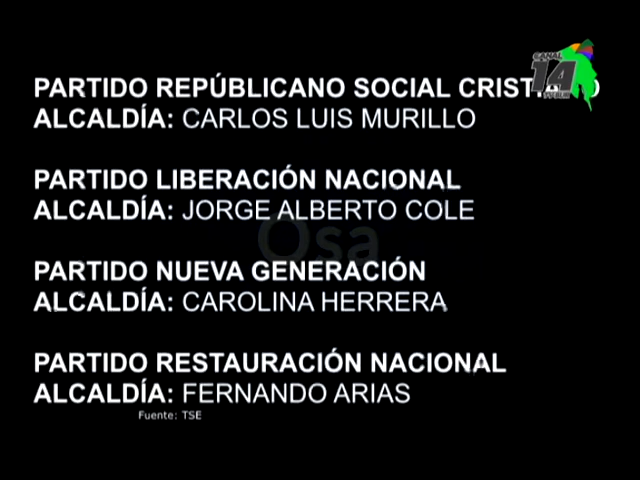 CANAL
14
PARTIDO REPÚBLICANO SOCIAL CRISTIANO
ALCALDÍA: CARLOS LUIS MURILLO
PARTIDO LIBERACIÓN NACIONAL
ALCALDÍA: JORGE ALBERTO COLE
Osa
PARTIDO NUEVA GENERACIÓN
ALCALDÍA: CAROLINA HERRERA
PARTIDO RESTAURACIÓN NACIONAL
ALCALDÍA: FERNANDO ARIAS
Fuente: TSE